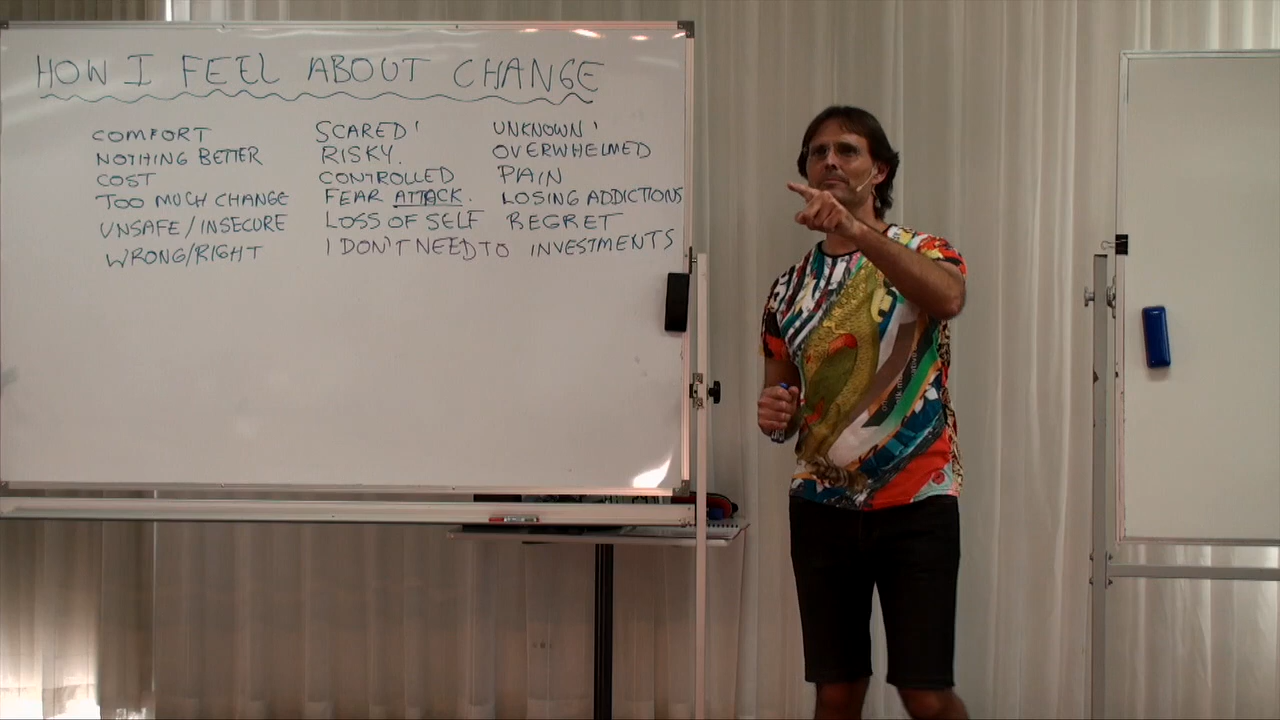 HOW I FEEL ABOUT CHANGE
COMFORT
NOTHING BETTER
COST
TOO MUCH CHANGE
UNSAFE/INSECURE
WRONG/RIGHT
SCARED'
RISKY.
CONTROLLED
FEAR ATTACK.
LOSS OF SELF
I DON'T NEED TO
UNKNOWN'
OVERWHELMED
PAIN
LOSING ADDICTIONS
REGRET
INVESTMENTS